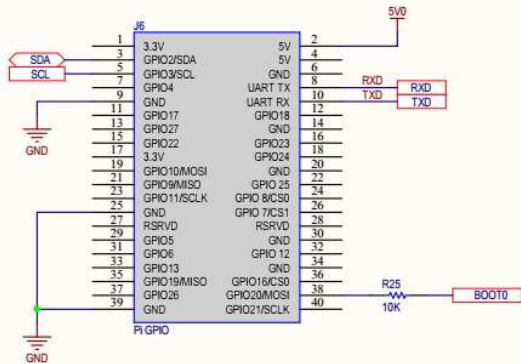 J6
5V0
1 3.3V 5V 2
SDA 3 GPIO2/SDA 5V 4
SCL 5 GPIO3/SCL GND 6
7 GPIO4 UART TX 8 RXD RXD
9 GND UART RX 10 TXD TXD
11 GPIO17 GPIO18 12
13 GPIO27 GND 14
15 GPIO22 GPIO23 16
GND
17 3.3V GPIO24 18
19 GPIO10/MOSI GND 20
21 GPIO9/MISO GPIO 25 22
23 GPIO11/SCLK GPIO 8/CS0 24
25 GND GPIO 7/CS1 26
27 RSRVD RSRVD 28
29 GPIO5 GND 30
31 GPIO6 GPIO 12 32
33 GPIO13 GND 34
35 GPIO19/MISO GPIO16/CS0 36
37 GPIO26 GPIO20/MOSI 38 R25 BOOT0
39 GND GPIO21/SCLK 40 10K
Pi GPIO
GND